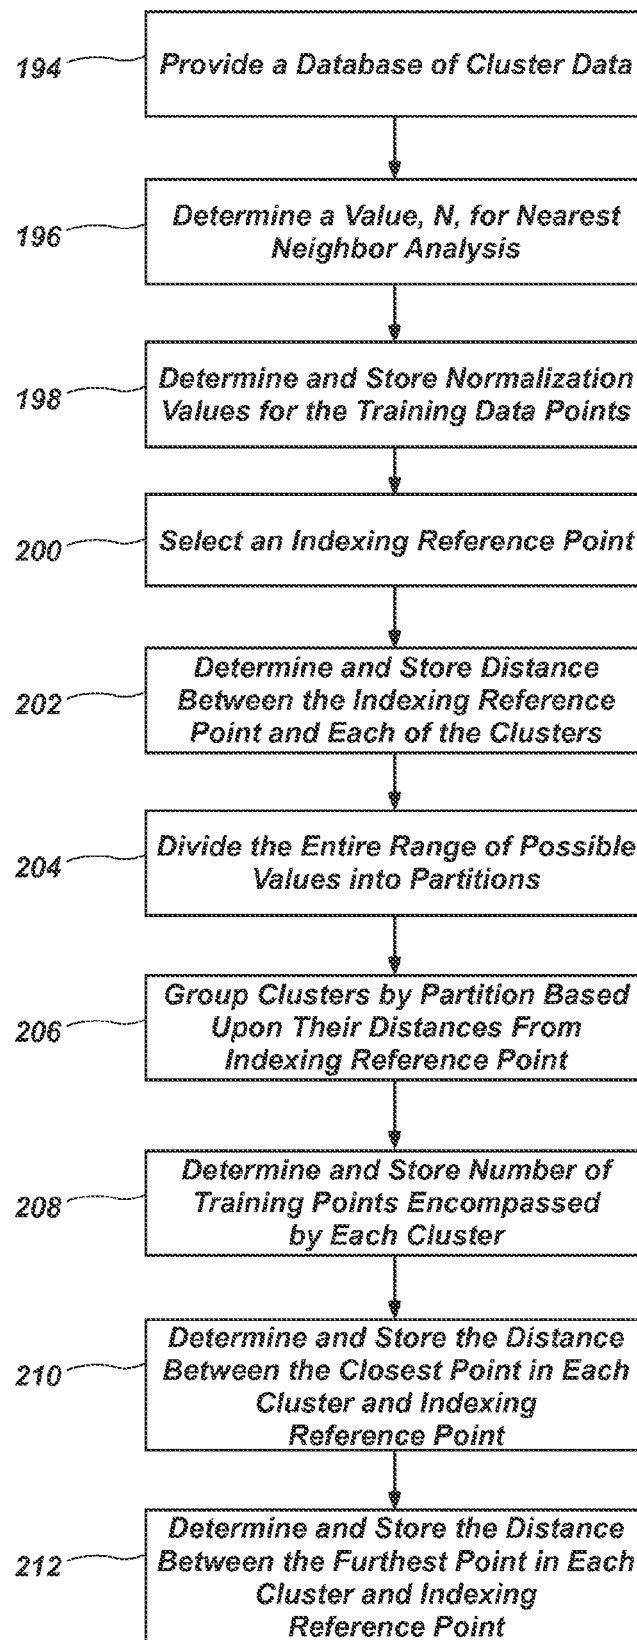 194 Provide a Database of Cluster Data
196 Determine a Value, N, for Nearest
Neighbor Analysis
198 Determine and Store Normalization
Values for the Training Data Points
200 Select an Indexing Reference Point
202 Determine and Store Distance
Between the Indexing Reference
Point and Each of the Clusters
204 Divide the Entire Range of Possible
Values into Partitions
206 Group Clusters by Partition Based
Upon Their Distances From
Indexing Reference Point
208 Determine and Store Number of
Training Points Encompassed
by Each Cluster
210 Determine and Store the Distance
Between the Closest Point in Each
Cluster and Indexing
Reference Point
212 Determine and Store the Distance
Between the Furthest Point in Each
Cluster and Indexing
Reference Point